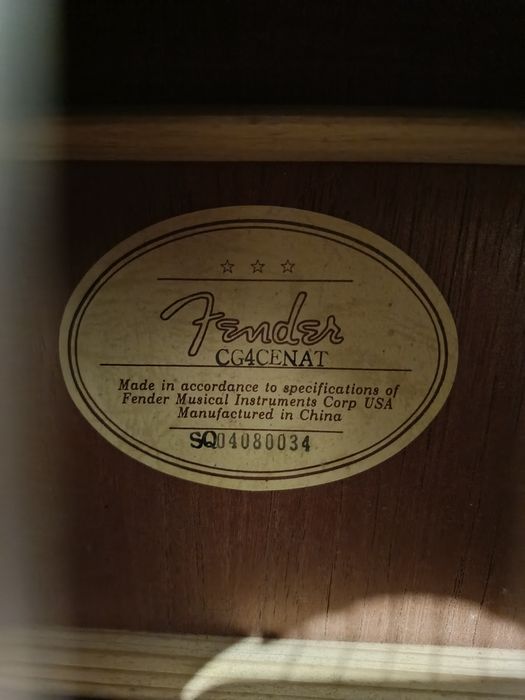 Fender
CG4CENAT
Made in accordance to specifications of
Fender Musical Instruments Corp USA
Manufactured in China
SQ04080034